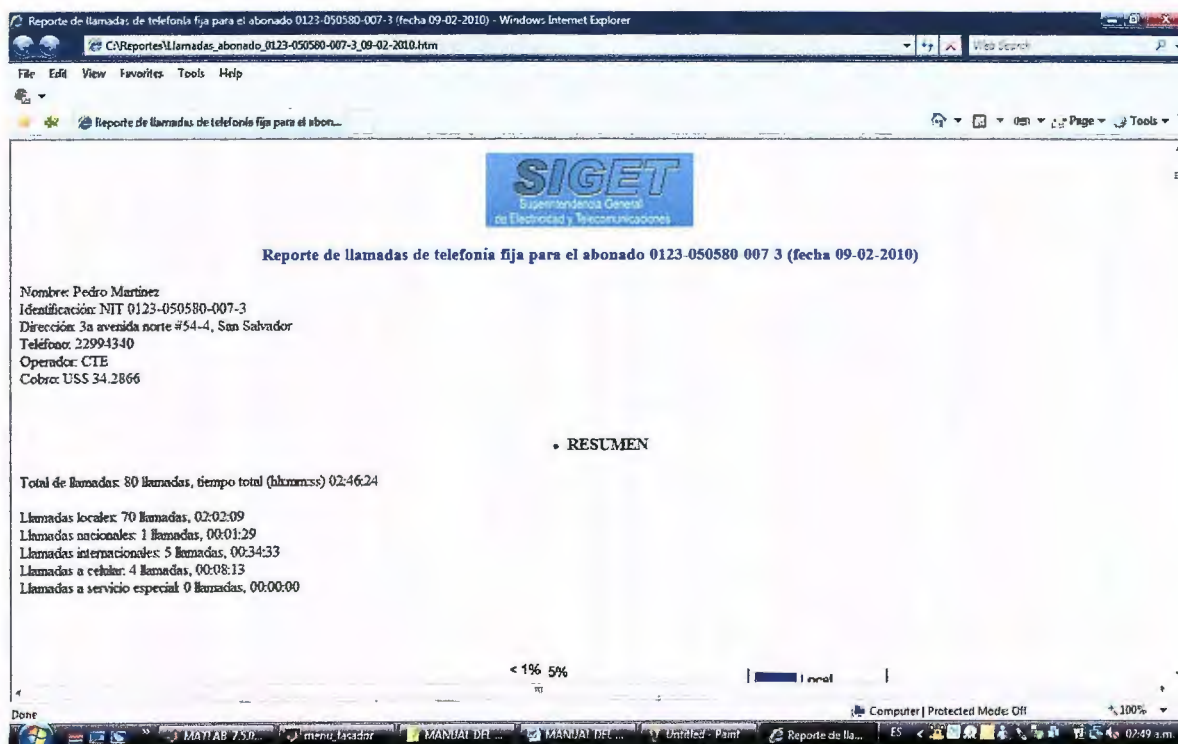 Reporte de llamadas de telefonía fija para el abonado 0123-050580-007-3 (fecha 09-02-2010) - Windows Internet Explorer
C:\Reportes\Llamadas_abonado_0123-050580-007-3_09-02-2010.htm
Web Search
File Edit View Favorites Tools Help
Reporte de llamadas de telefonía fija para el abon...
Page Tools
SIGET
Superintendencia General
de Electricidad y Telecomunicaciones
Reporte de llamadas de telefonía fija para el abonado 0123-050580 007 3 (fecha 09-02-2010)
Nombre: Pedro Martinez
Identificación: NIT 0123-050580-007-3
Dirección: 3a avenida norte #54-4, San Salvador
Teléfono: 22994340
Operador: CTE
Cobro: US$ 34.2866
• RESUMEN
Total de llamadas: 80 llamadas, tiempo total (hh:mm:ss) 02:46:24
Llamadas locales: 70 llamadas, 02:02:09
Llamadas nacionales: 1 llamadas, 00:01:29
Llamadas internacionales: 5 llamadas, 00:34:33
Llamadas a celular: 4 llamadas, 00:08:13
Llamadas a servicio especial: 0 llamadas, 00:00:00
< 1% 5%
Local
Done
Computer | Protected Mode: Off
100%
MATLAB 7.5.0...
menu_tasador
MANUAL DEL ...
MANUAL DEL ...
Untitled - Paint
Reporte de lla...
ES
02:49 a.m.